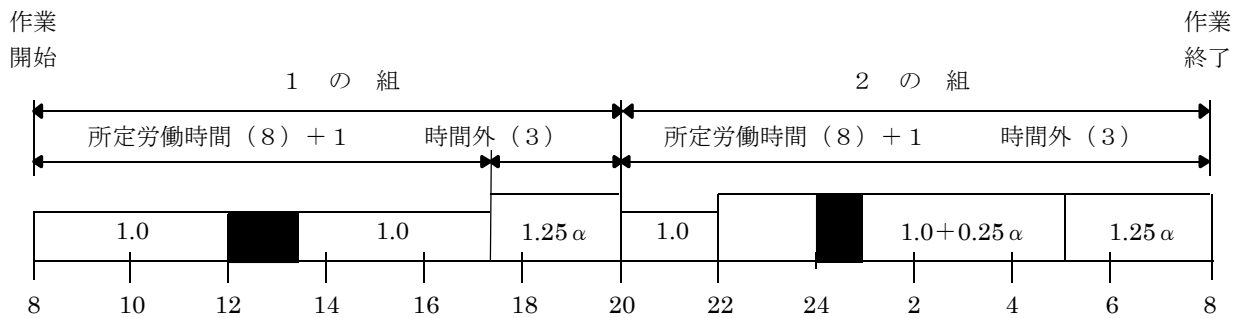 作業 作業
開始 終了
1 の 組 2 の 組
所定労働時間(8)+1 時間外(3) 所定労働時間(8)+1 時間外(3)
1.0 1.0 1.25α 1.0 1.0+0.25α 1.25α
8 10 12 14 16 18 20 22 24 2 4 6 8